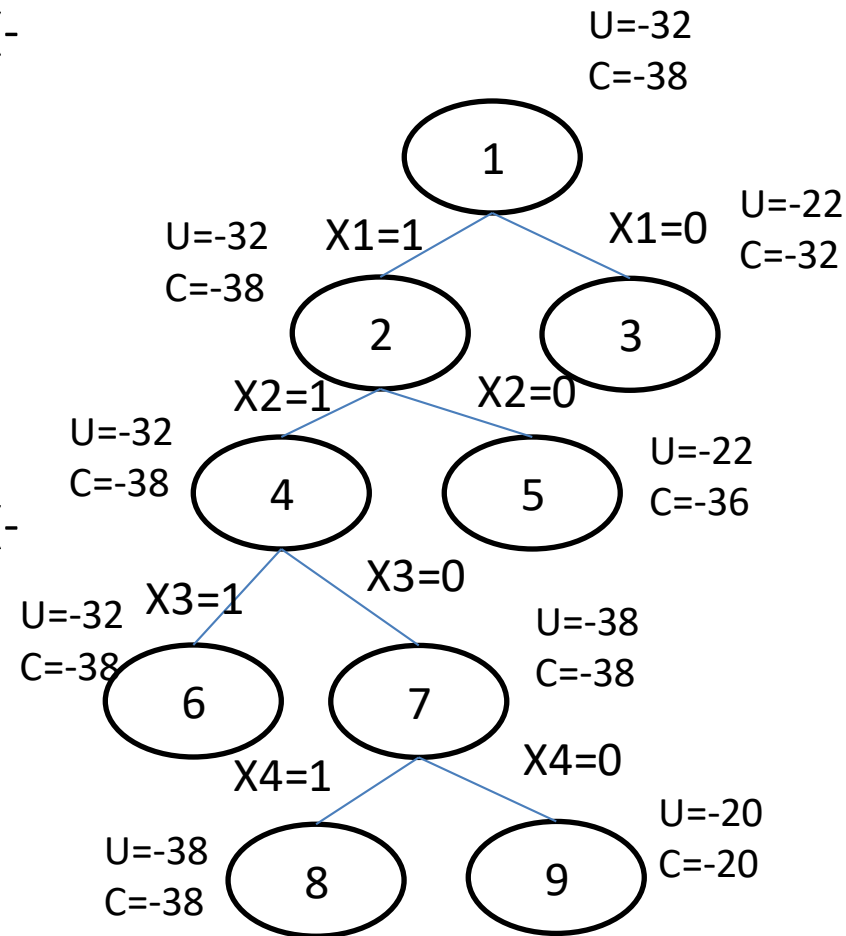 -
U=-32
C=-38
1
U=-32
C=-38
X1=1
X1=0
U=-22
C=-32
2
3
X2=1
X2=0
U=-32
C=-38
4
5
U=-22
C=-36
-
X3=1
X3=0
U=-32
C=-38
6
7
U=-38
C=-38
X4=1
X4=0
U=-38
C=-38
8
9
U=-20
C=-20